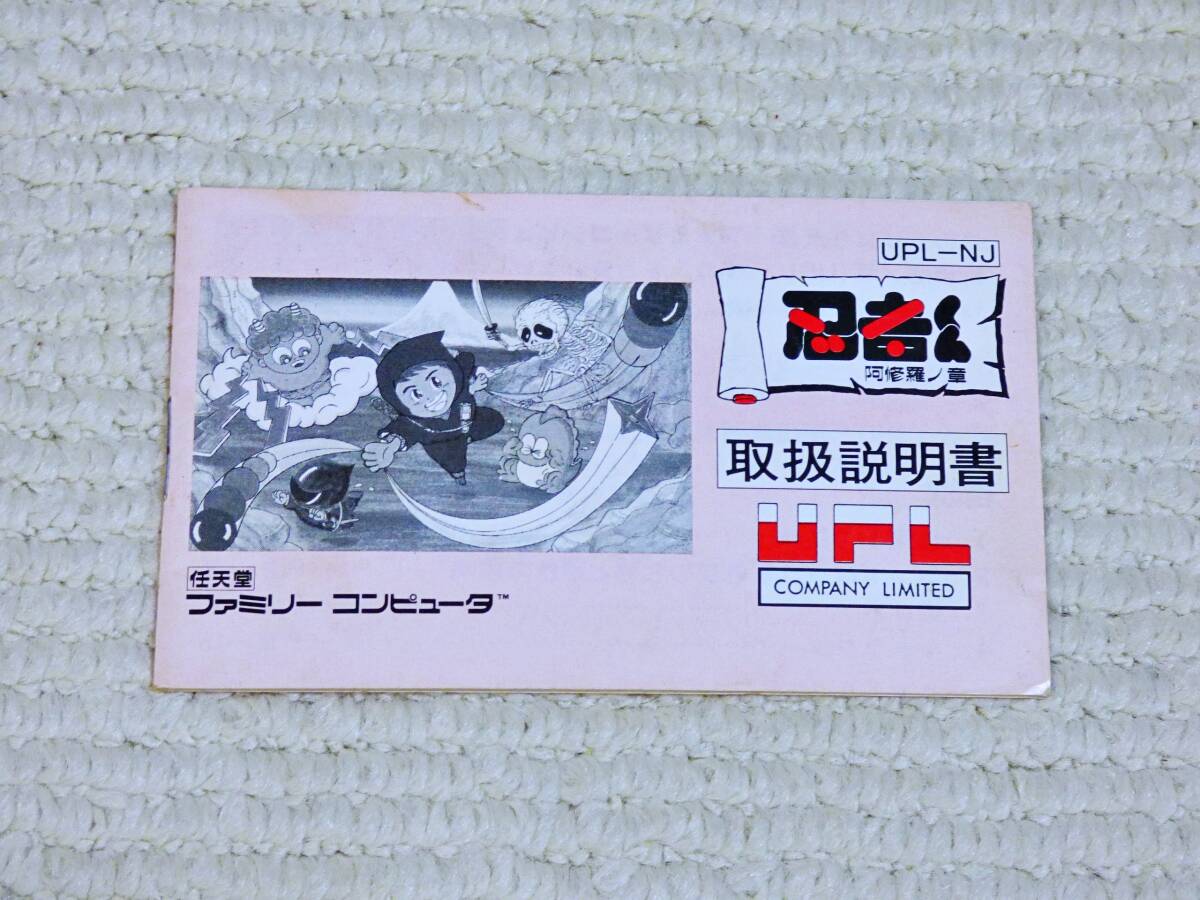 UPL-NJ
忍者くん
阿修羅ノ章
取扱説明書
UPL
COMPANY LIMITED
任天堂
ファミリー コンピュータ™